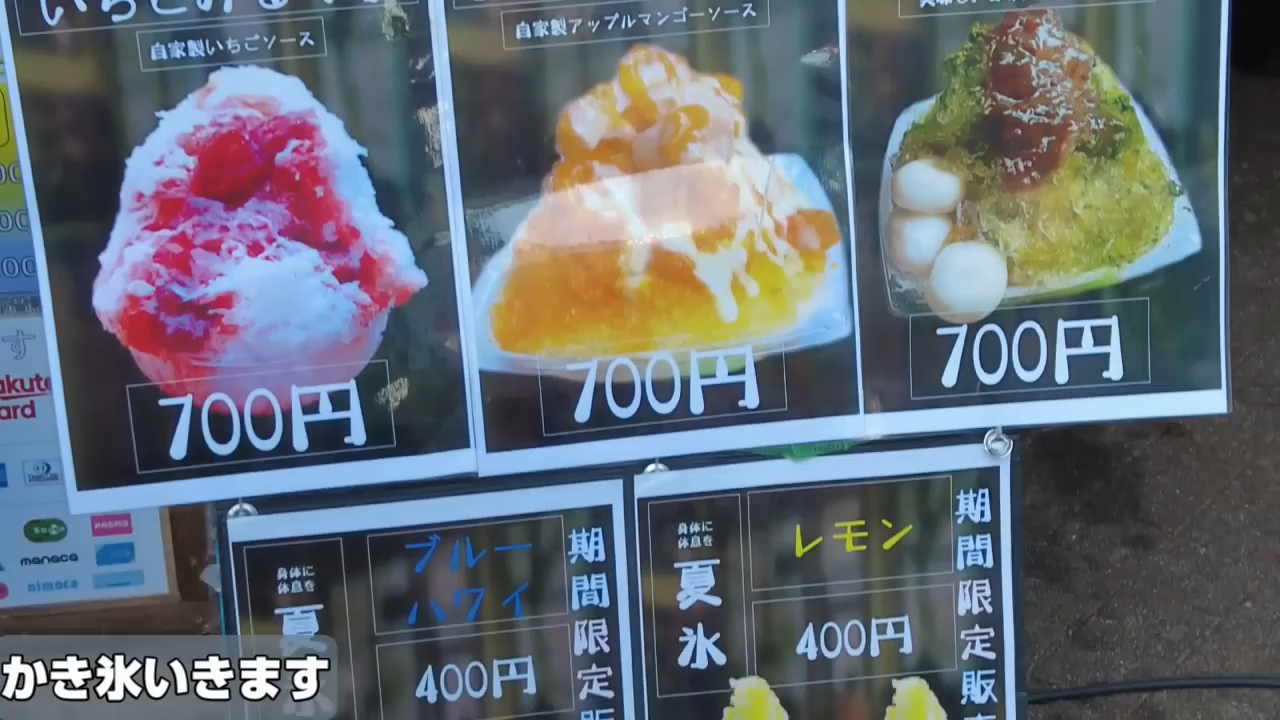 自家製いちごソース
700円
自家製アップルマンゴーソース
700円
700円
身体に
休息を
夏
ブルー
ハワイ
400円
期間限定販
身体に
休息を
夏氷
レモン
400円
期間限定販
manaca
nimoca
PASMO
かき氷いきます